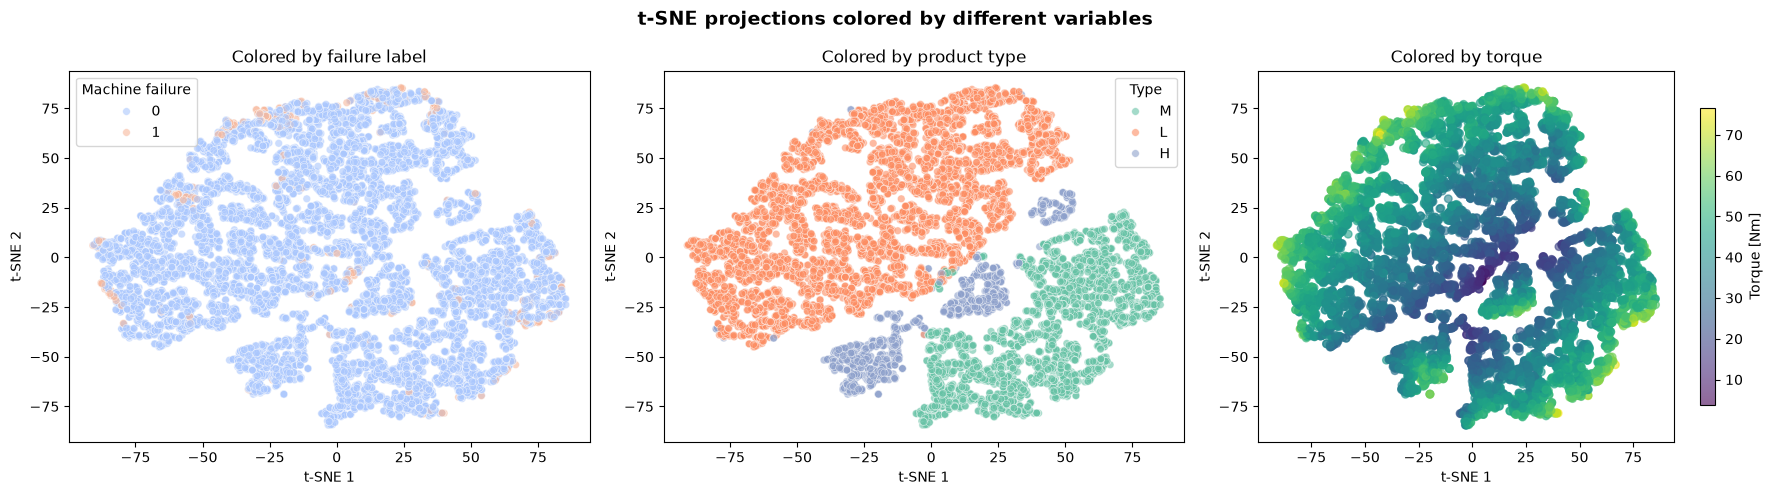 t-SNE projections colored by different variables
Colored by failure label
Machine failure
0
1
75
50
25
0
−25
−50
−75
t-SNE 2
−75 −50 −25 0 25 50 75
t-SNE 1
Colored by product type
Type
M
L
H
75
50
25
0
−25
−50
−75
t-SNE 2
−75 −50 −25 0 25 50 75
t-SNE 1
Colored by torque
75
50
25
0
−25
−50
−75
t-SNE 2
−75 −50 −25 0 25 50 75
t-SNE 1
70
60
50
40
30
20
10
Torque [Nm]